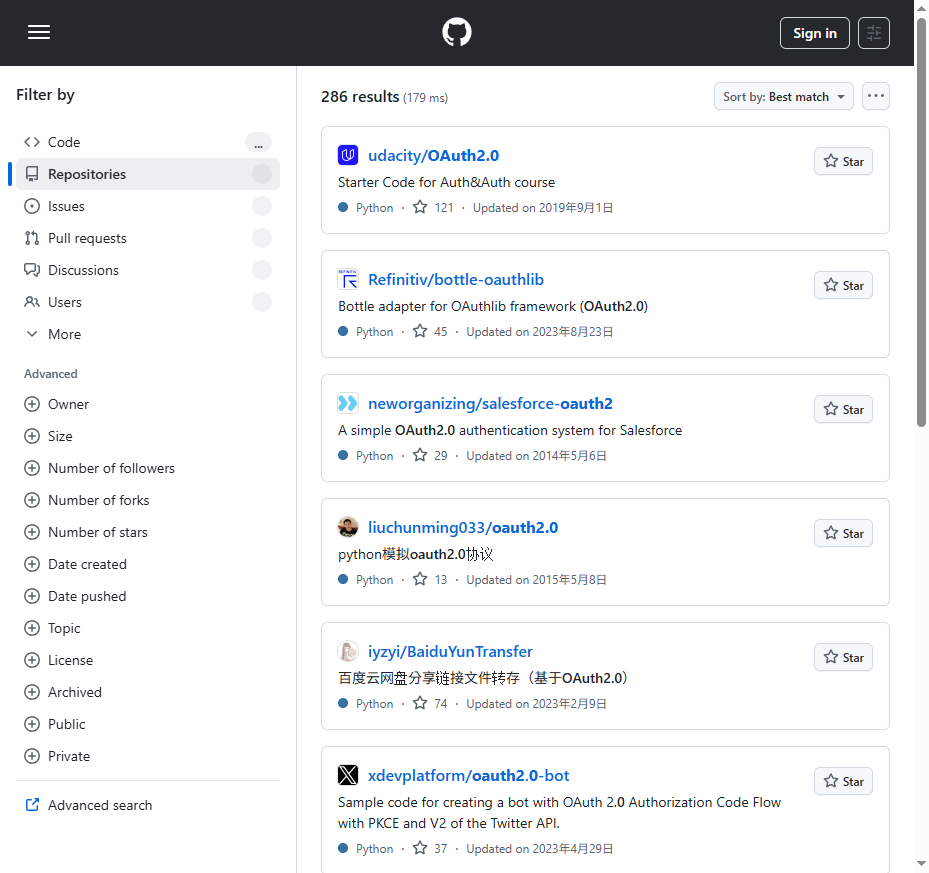 Sign in
Filter by
Code
...
Repositories
Issues
Pull requests
Discussions
Users
More
Advanced
Owner
Size
Number of followers
Number of forks
Number of stars
Date created
Date pushed
Topic
License
Archived
Public
Private
Advanced search
286 results (179 ms)
Sort by: Best match
udacity/OAuth2.0
Star
Starter Code for Auth&Auth course
Python · 121 · Updated on 2019年9月1日
Refinitiv/bottle-oauthlib
Star
Bottle adapter for OAuthlib framework (OAuth2.0)
Python · 45 · Updated on 2023年8月23日
neworganizing/salesforce-oauth2
Star
A simple OAuth2.0 authentication system for Salesforce
Python · 29 · Updated on 2014年5月6日
liuchunming033/oauth2.0
Star
python模拟oauth2.0协议
Python · 13 · Updated on 2015年5月8日
iyzyi/BaiduYunTransfer
Star
百度云网盘分享链接文件转存（基于OAuth2.0）
Python · 74 · Updated on 2023年2月9日
xdevplatform/oauth2.0-bot
Star
Sample code for creating a bot with OAuth 2.0 Authorization Code Flow
with PKCE and V2 of the Twitter API.
Python · 37 · Updated on 2023年4月29日